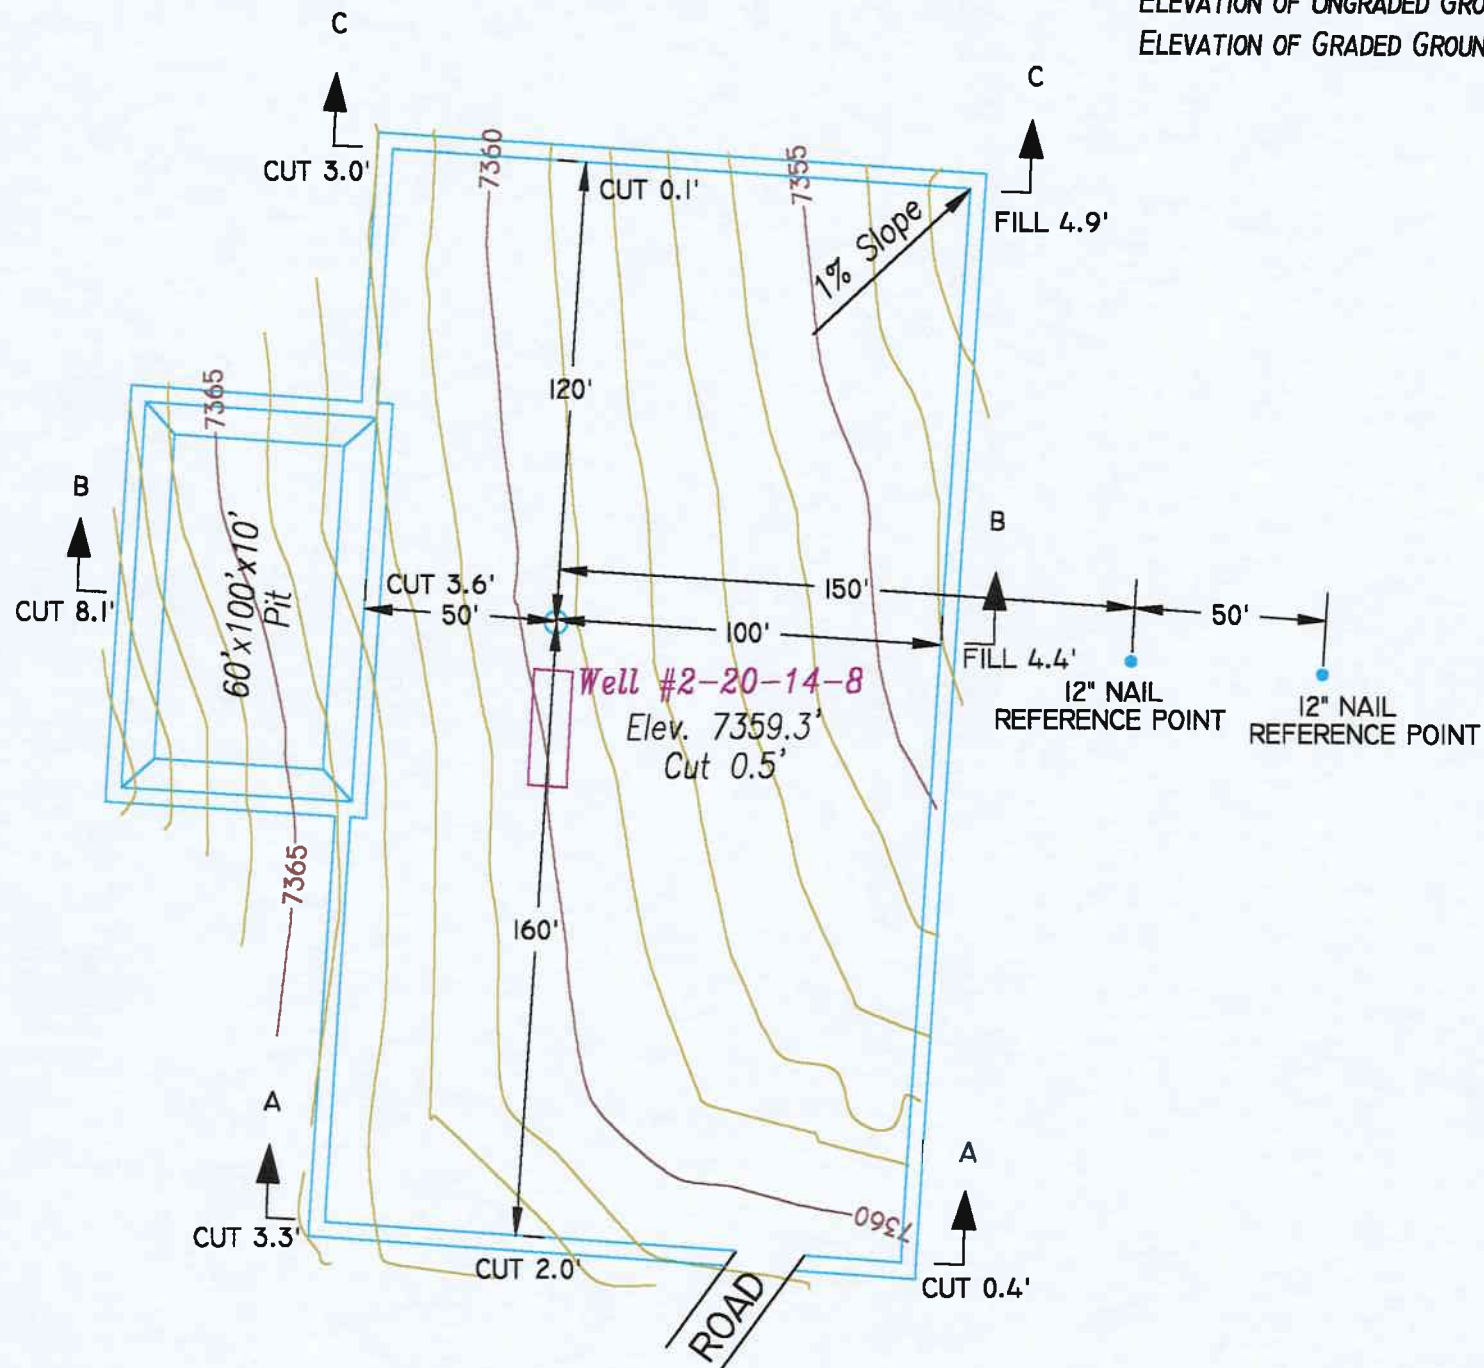 ELEVATION OF UNGRADED
ELEVATION OF GRADED
C
C
CUT 3.0'
7360
CUT 0.1'
7355
FILL 4.9'
1% Slope
120'
7365
B
B
60'x100'x10'
Pit
CUT 8.1'
CUT 3.6'
50'
150'
100'
50'
FILL 4.4'
Well #2-20-14-8
Elev. 7359.3'
Cut 0.5'
12" NAIL
REFERENCE POINT
12" NAIL
REFERENCE POINT
7365
160'
A
A
CUT 3.3'
7360
CUT 2.0'
CUT 0.4'
ROAD